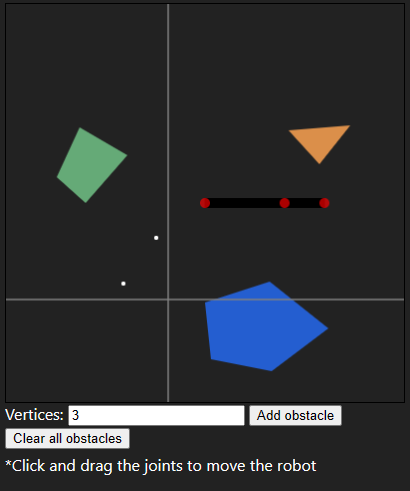 Vertices: 3 Add obstacle
Clear all obstacles
*Click and drag the joints to move the robot